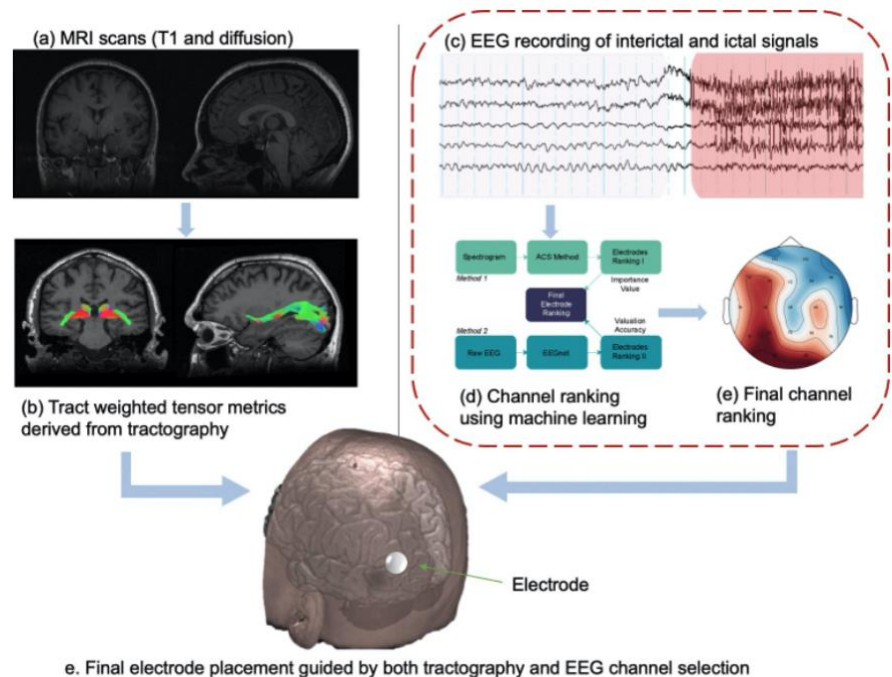 (a) MRI scans (T1 and diffusion)
(b) Tract weighted tensor metrics
derived from tractography
(c) EEG recording of interictal and ictal signals
Spectrogram
ACS Method
Electrodes
Ranking I
Method 1
Importance
Value
Final
Electrode
Ranking
Valuation
Accuracy
Method 2
Raw EEG
EEGnet
Electrodes
Ranking II
(d) Channel ranking
using machine learning
(e) Final channel
ranking
Electrode
e. Final electrode placement guided by both tractography and EEG channel selection